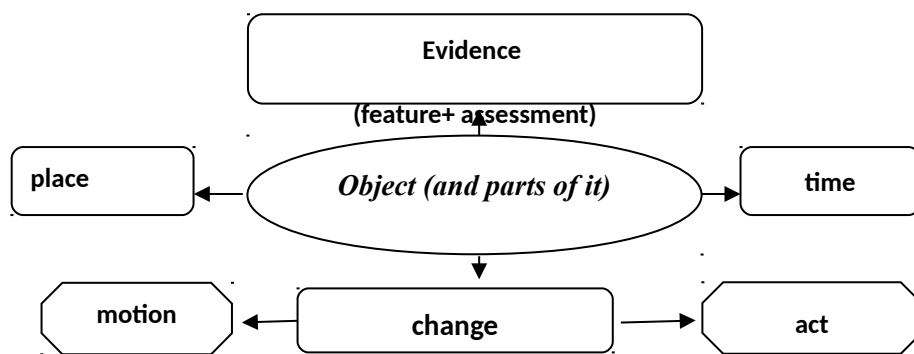 Evidence
(feature+ assessment)
place
Object (and parts of it)
time
motion
change
act